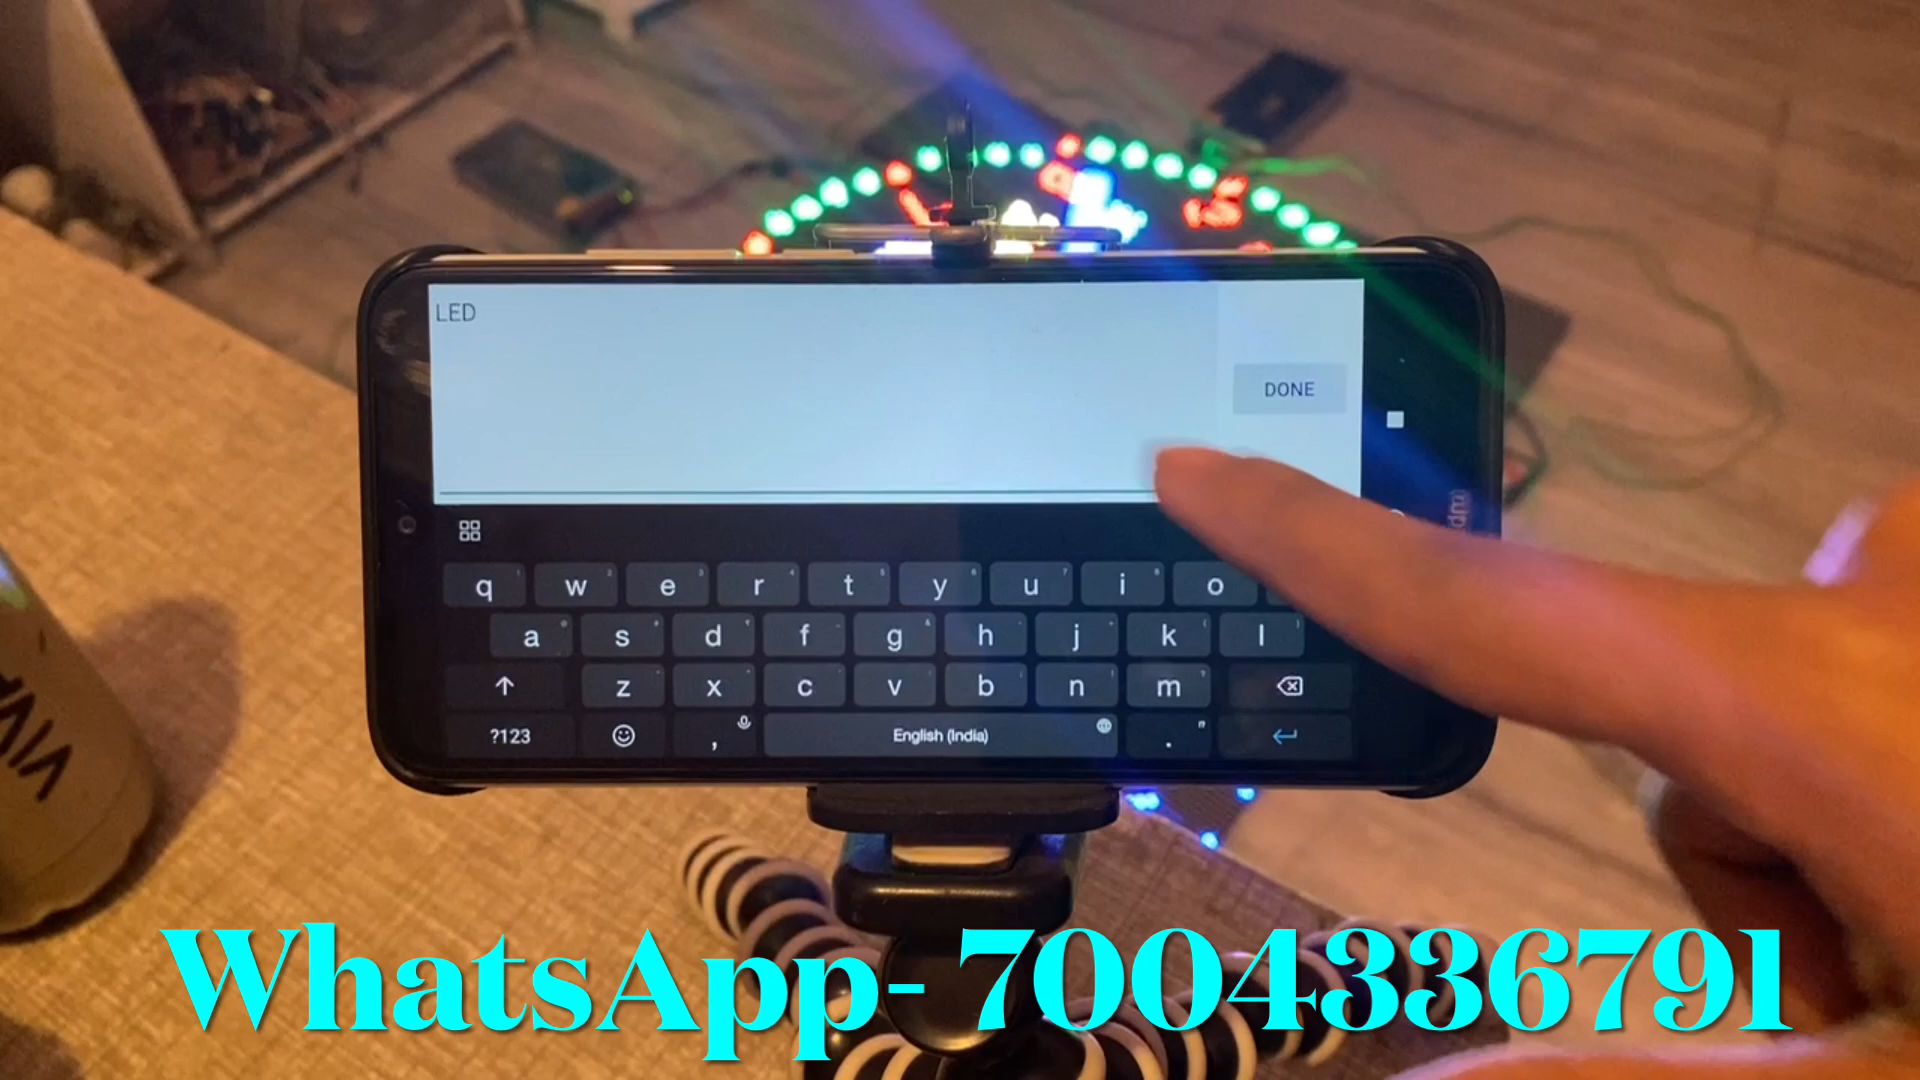 LED
DONE
q w e r t y u i o
a s d f g h j k l
z x c v b n m
?123 , English (India) .
WhatsApp- 7004336791